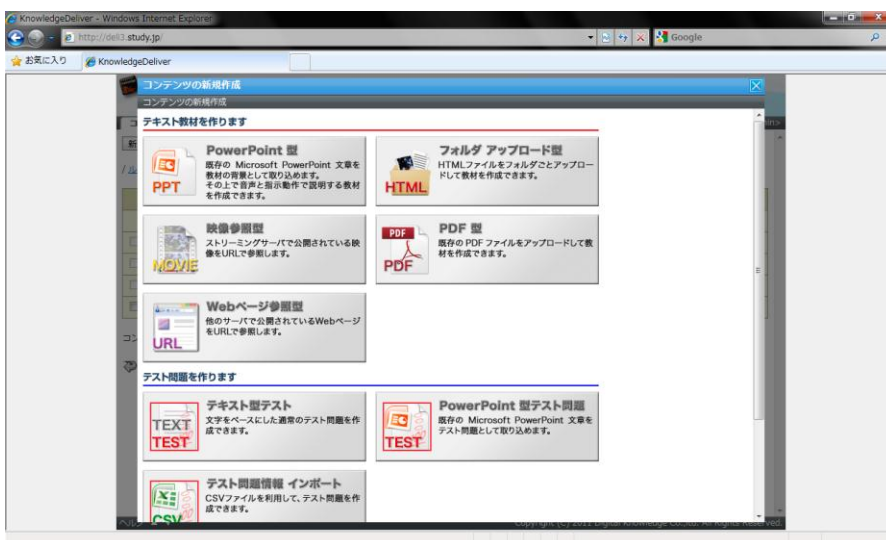 KnowledgeDeliver - Windows Internet Explorer
http://deli3.study.jp/
Google
お気に入り
KnowledgeDeliver
コンテンツの新規作成
コンテンツの新規作成
テキスト教材を作ります
PowerPoint 型
既存の Microsoft PowerPoint 文章を
教材の背景として取り込めます。
その上で音声と指示動作で説明する教材
を作成できます。
PPT
フォルダ アップロード型
HTMLファイルをフォルダごとアップロー
ドして教材を作成できます。
HTML
映像参照型
ストリーミングサーバで公開されている映
像をURLで参照します。
MOVIE
PDF 型
既存の PDF ファイルをアップロードして教
材を作成できます。
PDF
PDF
Webページ参照型
他のサーバで公開されているWebページ
をURLで参照します。
URL
テスト問題を作ります
テキスト型テスト
文字をベースにした通常のテスト問題を作
成できます。
TEXT
TEST
PowerPoint 型テスト問題
既存の Microsoft PowerPoint 文章を
テスト問題として取り込めます。
TEST
テスト問題情報 インポート
CSVファイルを利用して、テスト問題を作
成できます。
CSV
ヘルプ
Copyright (C) 2011 Digital Knowledge Co.,Ltd. All Rights Reserved.